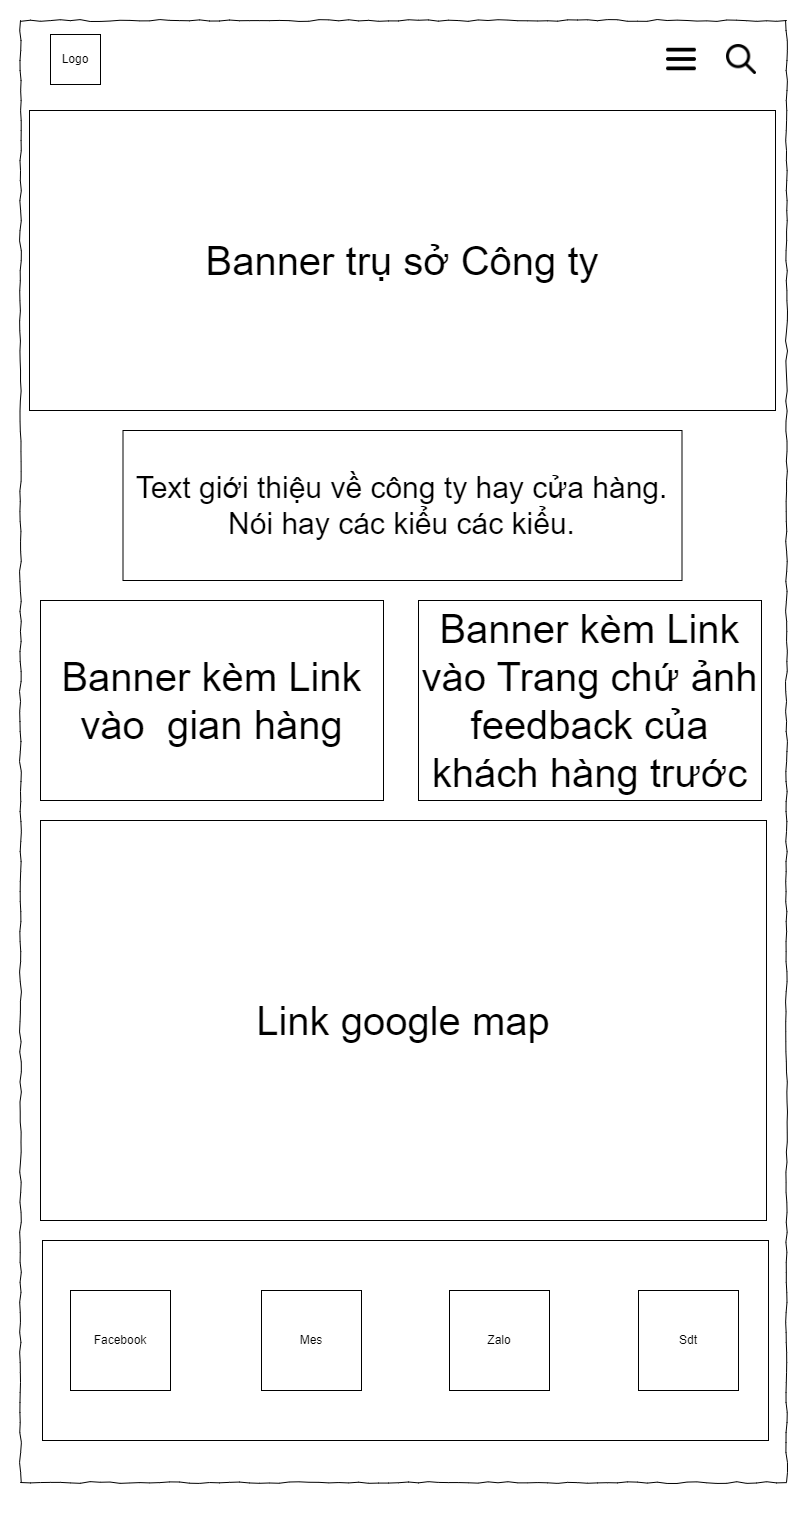 Logo
Banner trụ sở Công ty
Text giới thiệu về công ty hay cửa hàng.
Nói hay các kiểu các kiểu.
Banner kèm Link
vào  gian hàng
Banner kèm Link
vào Trang chứ ảnh
feedback của
khách hàng trước
Link google map
Facebook
Mes
Zalo
Sdt